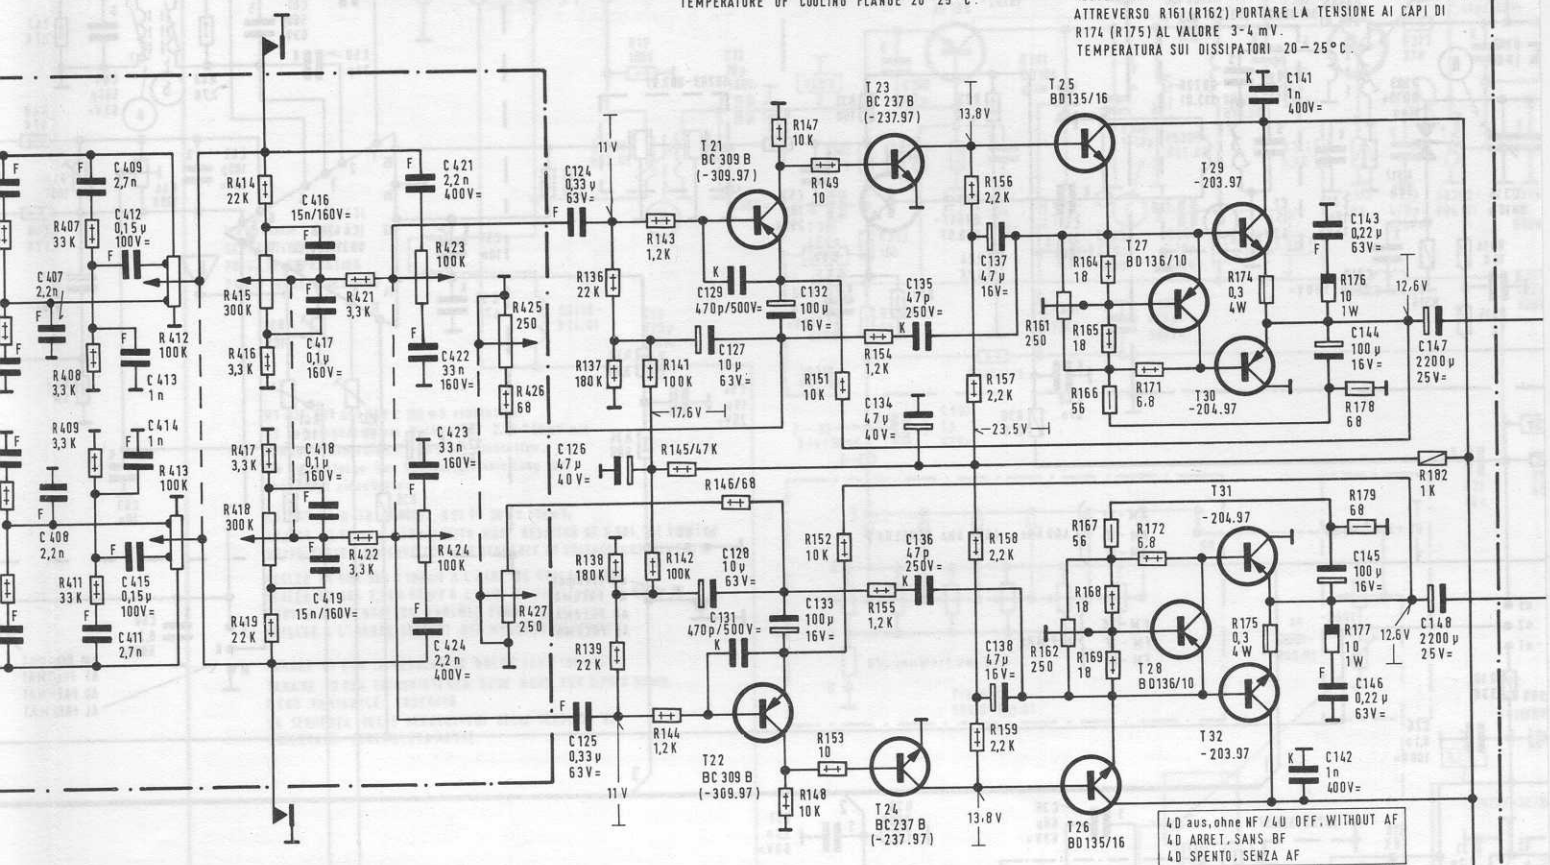 TEMPERATURE OF COOLING FLANGE 20-25°C.
ATTREVERSO R161(R162) PORTARE LA TENSIONE AI CAPI DI
R174 (R175) AL VALORE 3-4 mV.
TEMPERATURA SUI DISSIPATORI 20-25°C.
F
C409
2,7n
C412
0,15µ
100V=
F
R407
33K
C407
2,2n
F
R408
3,3K
C413
1n
R412
100K
R409
3,3K
C414
1n
F
R413
100K
C408
2,2n
F
R411
33K
C415
0,15µ
100V=
F
C411
2,7n
F
R414
22K
C416
15n/160V=
F
R415
300K
R421
3,3K
R416
3,3K
C417
0,1µ
160V=
F
R417
3,3K
C418
0,1µ
160V=
F
R418
300K
R422
3,3K
C419
15n/160V=
F
R419
22K
C421
2,2n
400V=
F
R423
100K
C422
33n
160V=
F
C423
33n
160V=
F
R424
100K
C424
2,2n
400V=
F
R425
250
R426
68
R427
250
C124
0,33µ
63V=
F
11V
R143
1,2K
R136
22K
R137
180K
R141
100K
17,6V
C126
47µ
40V=
R145/47K
R146/68
R138
180K
R142
100K
R139
22K
C125
0,33µ
63V=
F
11V
R144
1,2K
T21
BC 309 B
(-309.97)
R147
10K
R149
10
K
C129
470p/500V=
C132
100µ
16V=
C127
10µ
63V=
C128
10µ
63V=
C131
470p/500V=
K
C133
100µ
16V=
T22
BC 309 B
(-309.97)
R148
10K
R153
10
T23
BC237B
(-237.97)
13,8V
C135
47p
250V=
K
R154
1,2K
R151
10K
C134
47µ
40V=
R152
10K
C136
47p
250V=
K
R155
1,2K
T24
BC237B
(-237.97)
13,8V
R156
2,2K
C137
47µ
16V=
R157
2,2K
23,5V
R158
2,2K
C138
47µ
16V=
R159
2,2K
T25
BD135/16
R164
18
R161
250
R165
18
R166
56
T27
BD136/10
R171
6,8
R167
56
R172
6,8
R168
18
R162
250
R169
18
T28
BD136/10
T26
BD135/16
K
C141
1n
400V=
T29
-203.97
R174
0,3
4W
T30
-204.97
T31
-204.97
R175
0,3
4W
T32
-203.97
K
C142
1n
400V=
C143
0,22µ
63V=
F
R176
10
1W
C144
100µ
16V=
R178
68
12,6V
C147
2200µ
25V=
R182
1K
R179
68
C145
100µ
16V=
R177
10
1W
12,6V
C148
2200µ
25V=
F
C146
0,22µ
63V=
4D aus,ohne NF/4D OFF,WITHOUT AF
4D ARRET, SANS BF
4D SPENTO, SENZA AF